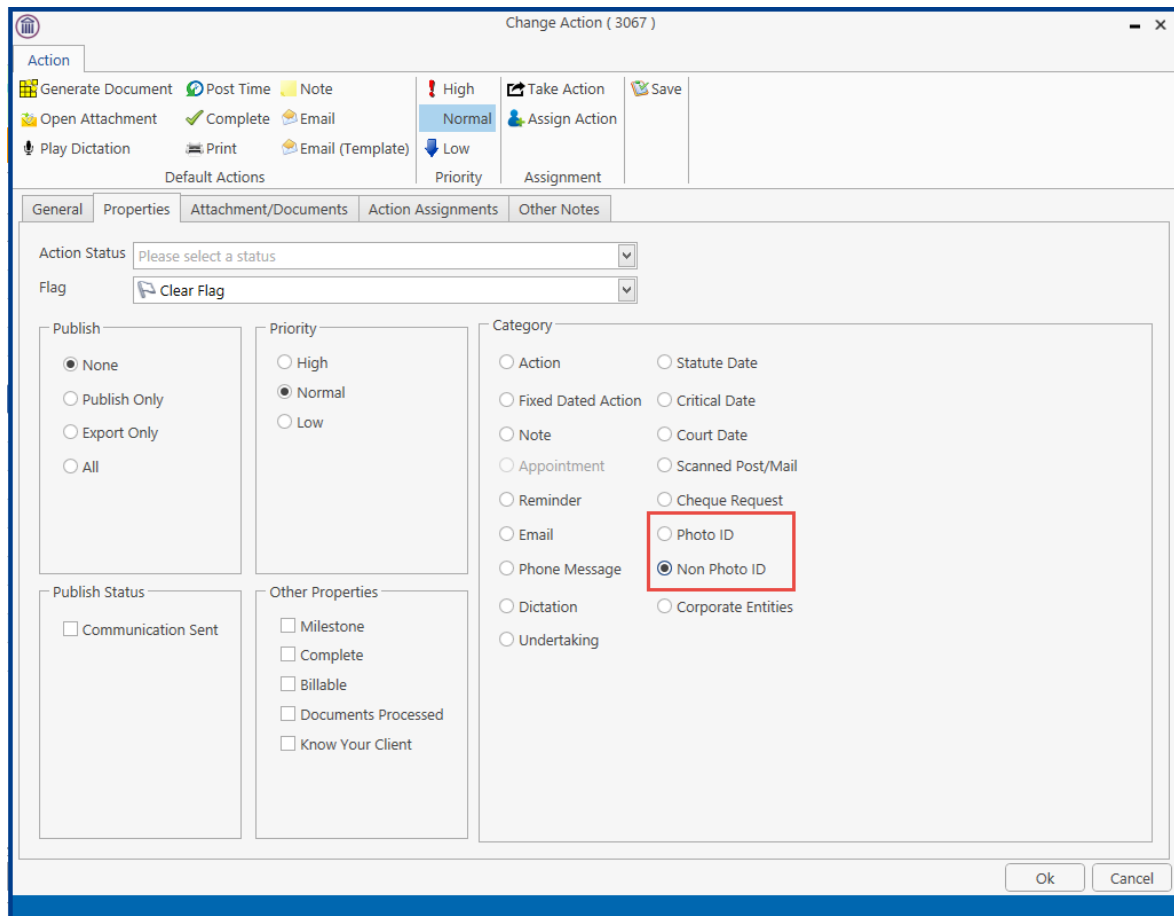 Change Action ( 3067 )
Action
Generate Document Post Time Note High Take Action Save
Open Attachment Complete Email Normal Assign Action
Play Dictation Print Email (Template) Low
Default Actions Priority Assignment
General Properties Attachment/Documents Action Assignments Other Notes
Action Status Please select a status
Flag Clear Flag
Publish
None
Publish Only
Export Only
All
Priority
High
Normal
Low
Category
Action Statute Date
Fixed Dated Action Critical Date
Note Court Date
Appointment Scanned Post/Mail
Reminder Cheque Request
Email Photo ID
Phone Message Non Photo ID
Dictation Corporate Entities
Undertaking
Publish Status
Communication Sent
Other Properties
Milestone
Complete
Billable
Documents Processed
Know Your Client
Ok Cancel